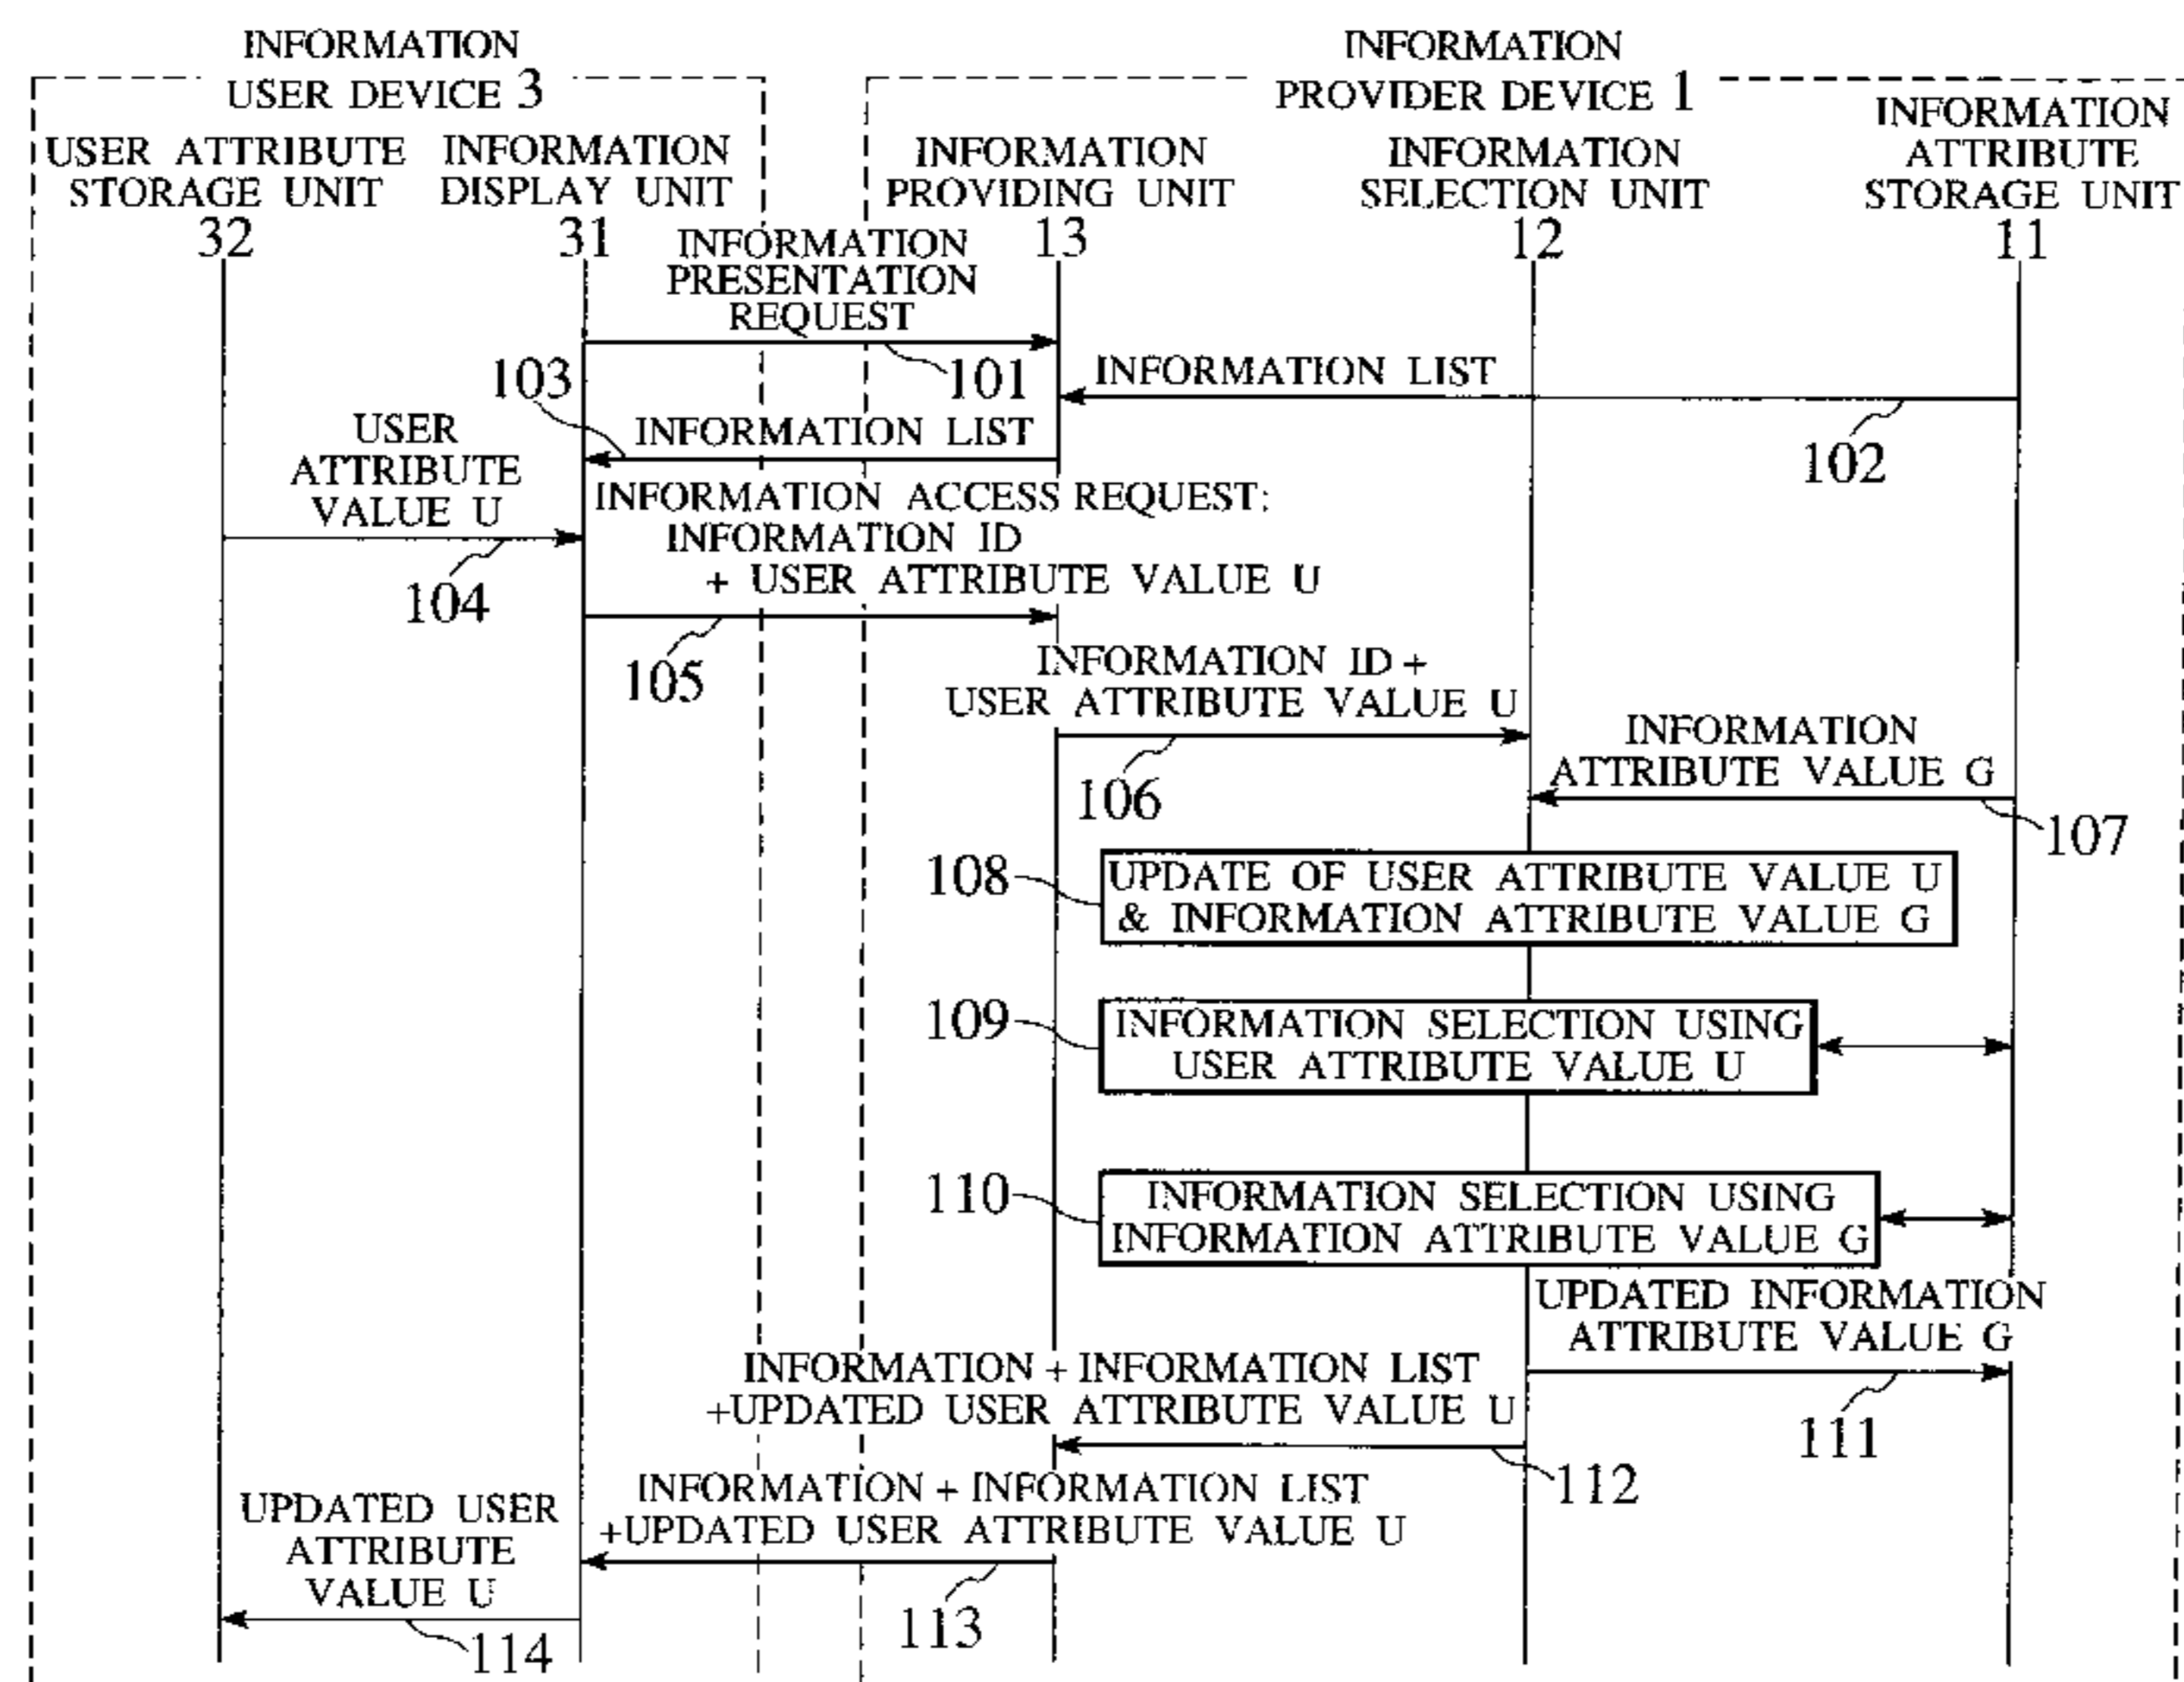 INFORMATION
USER DEVICE 3
INFORMATION
PROVIDER DEVICE 1
USER ATTRIBUTE
STORAGE UNIT
32
INFORMATION
DISPLAY UNIT
31
INFORMATION
PROVIDING UNIT
13
INFORMATION
SELECTION UNIT
12
INFORMATION
ATTRIBUTE
STORAGE UNIT
11
INFORMATION
PRESENTATION
REQUEST
101
INFORMATION LIST
102
103
INFORMATION LIST
USER
ATTRIBUTE
VALUE U
104
INFORMATION ACCESS REQUEST:
INFORMATION ID
+ USER ATTRIBUTE VALUE U
105
INFORMATION ID +
USER ATTRIBUTE VALUE U
106
INFORMATION
ATTRIBUTE VALUE G
107
108
UPDATE OF USER ATTRIBUTE VALUE U
& INFORMATION ATTRIBUTE VALUE G
109
INFORMATION SELECTION USING
USER ATTRIBUTE VALUE U
110
INFORMATION SELECTION USING
INFORMATION ATTRIBUTE VALUE G
UPDATED INFORMATION
ATTRIBUTE VALUE G
111
INFORMATION + INFORMATION LIST
+UPDATED USER ATTRIBUTE VALUE U
112
INFORMATION + INFORMATION LIST
+UPDATED USER ATTRIBUTE VALUE U
113
UPDATED USER
ATTRIBUTE
VALUE U
114